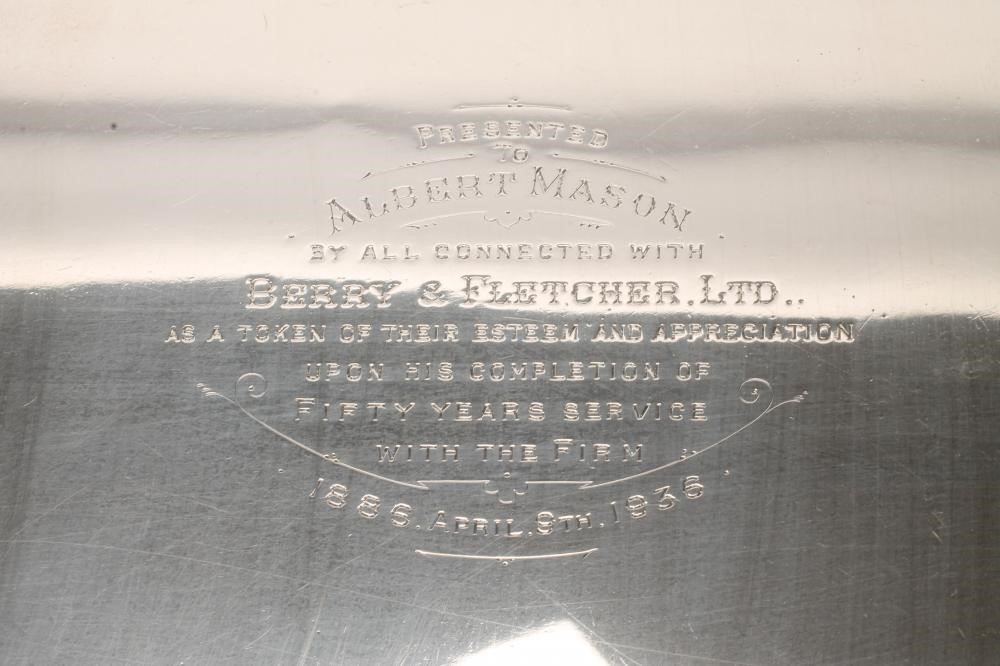 PRESENTED
TO
ALBERT MASON
BY ALL CONNECTED WITH
BERRY & FLETCHER. LTD..
AS A TOKEN OF THEIR ESTEEM AND APPRECIATION
UPON HIS COMPLETION OF
FIFTY YEARS SERVICE
WITH THE FIRM
1886. APRIL. 9TH. 1936